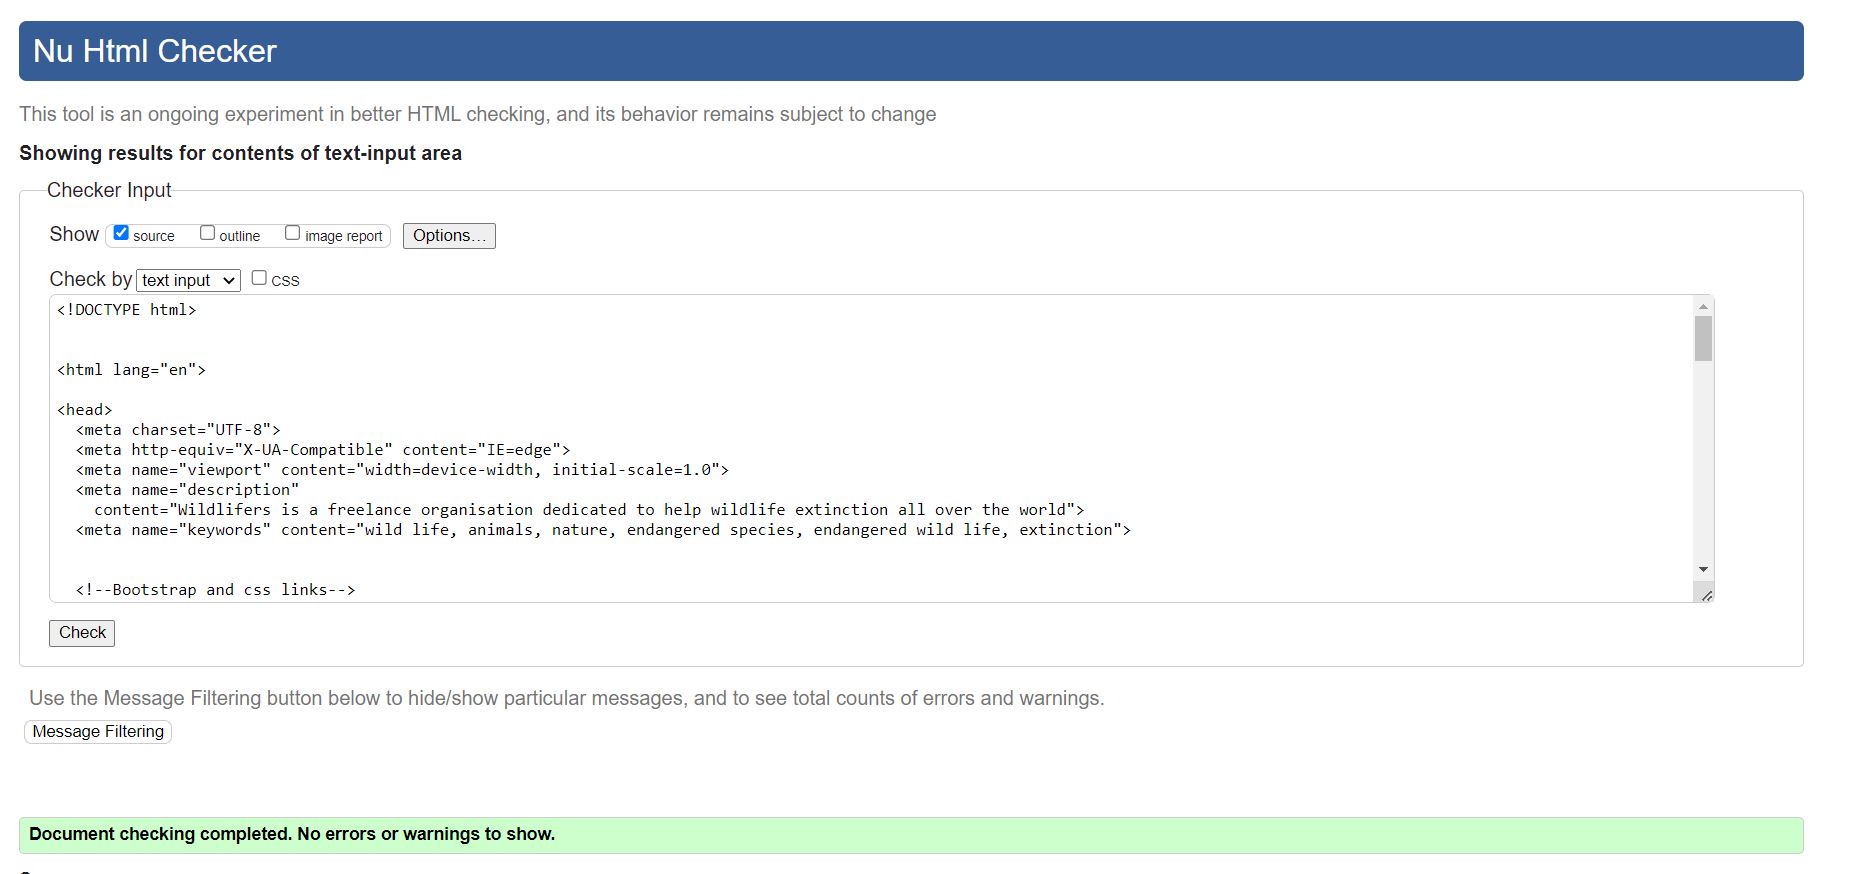 Nu Html Checker
This tool is an ongoing experiment in better HTML checking, and its behavior remains subject to change
Showing results for contents of text-input area
Checker Input
Show source outline image report Options...
Check by text input CSS
<!DOCTYPE html>
<html lang="en">
<head>
<meta charset="UTF-8">
<meta http-equiv="X-UA-Compatible" content="IE=edge">
<meta name="viewport" content="width=device-width, initial-scale=1.0">
<meta name="description"
content="Wildlifers is a freelance organisation dedicated to help wildlife extinction all over the world">
<meta name="keywords" content="wild life, animals, nature, endangered species, endangered wild life, extinction">
<!--Bootstrap and css links-->
Check
Use the Message Filtering button below to hide/show particular messages, and to see total counts of errors and warnings.
Message Filtering
Document checking completed. No errors or warnings to show.